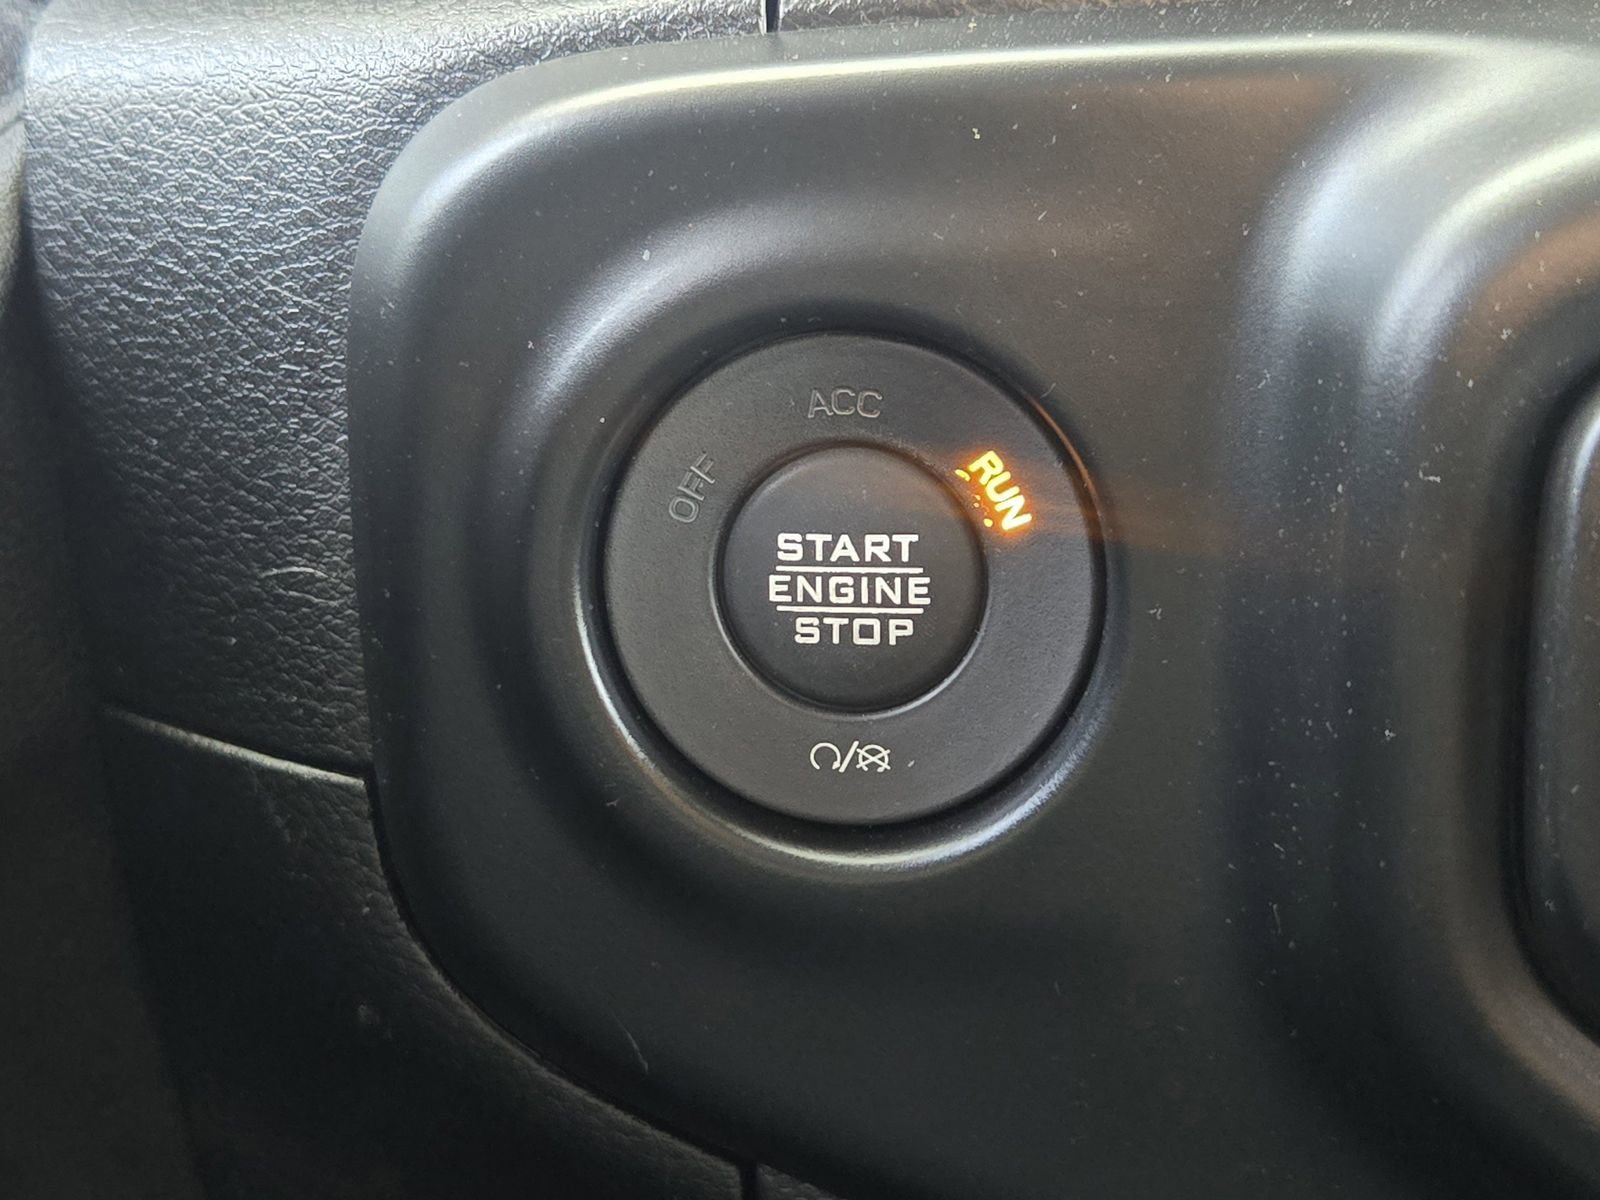 ACC
OFF
RUN
START
ENGINE
STOP